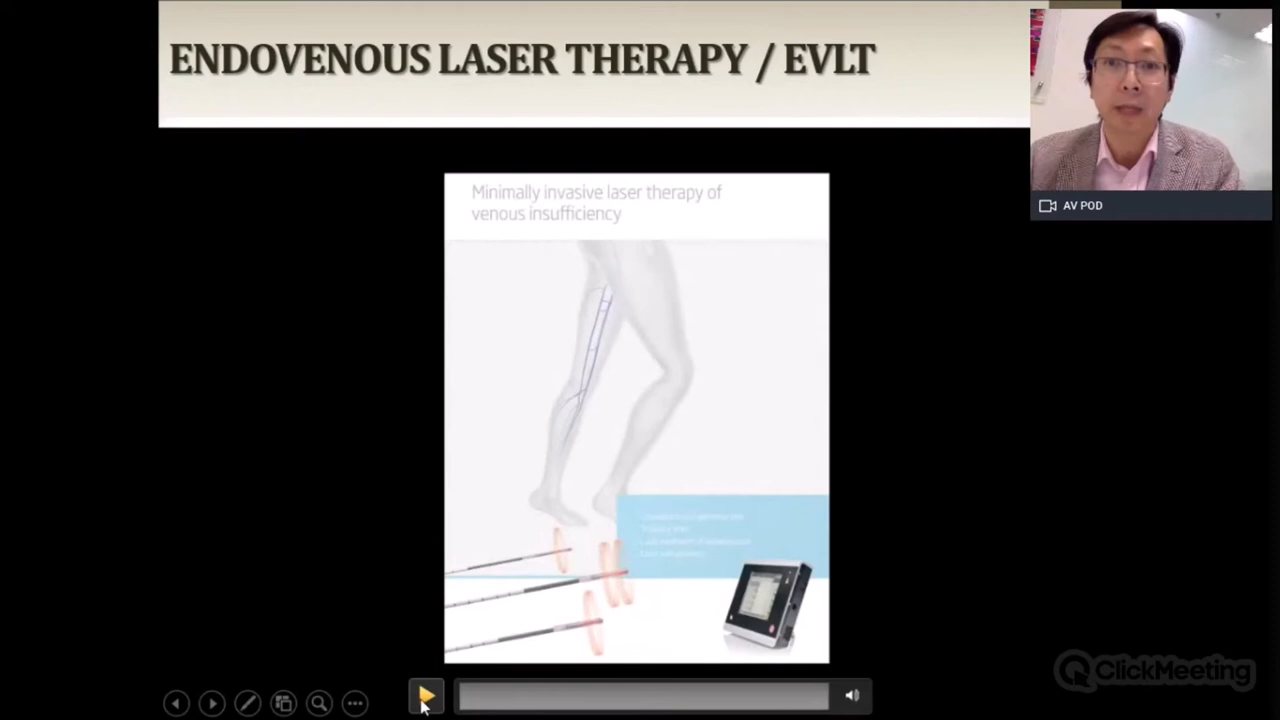 ENDOVENOUS LASER THERAPY / EVLT
AV POD
Minimally invasive laser therapy of
venous insufficiency
ClickMeeting